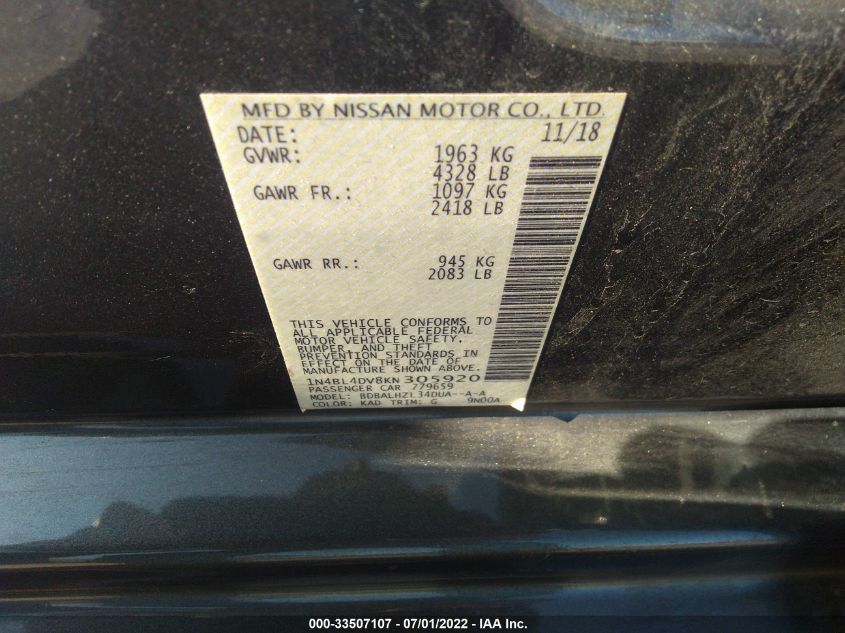 MFD BY NISSAN MOTOR CO., LTD.
DATE: 11/18
GVWR: 1963 KG
4328 LB
GAWR FR.: 1097 KG
2418 LB
GAWR RR.: 945 KG
2083 LB
THIS VEHICLE CONFORMS TO
ALL APPLICABLE FEDERAL
MOTOR VEHICLE SAFETY,
BUMPER, AND THEFT
PREVENTION STANDARDS IN
EFFECT ON THE DATE OF
MANUFACTURE SHOWN ABOVE.
1N4BL4DV8KN305920
PASSENGER CAR 779659
MODEL: BDBALHZL34DUA--A-A
COLOR: KAD TRIM: G 9N00A
000-33507107 - 07/01/2022 - IAA Inc.